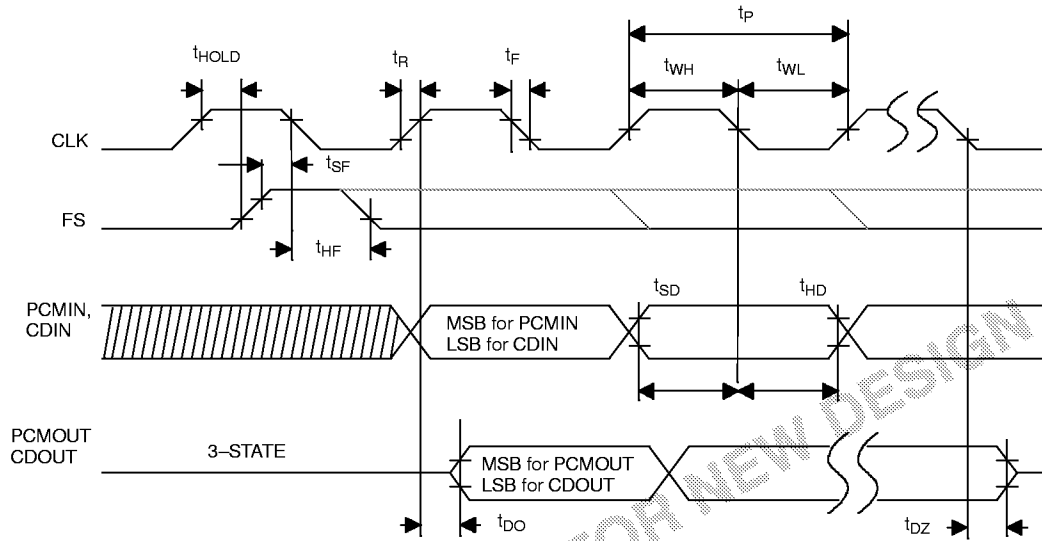 tP
tHOLD
tR
tF
tWH
tWL
CLK
tSF
FS
tHF
tSD
tHD
PCMIN,
CDIN
MSB for PCMIN
LSB for CDIN
PCMOUT
CDOUT
3–STATE
MSB for PCMOUT
LSB for CDOUT
tDO
tDZ
FOR NEW DESIGN